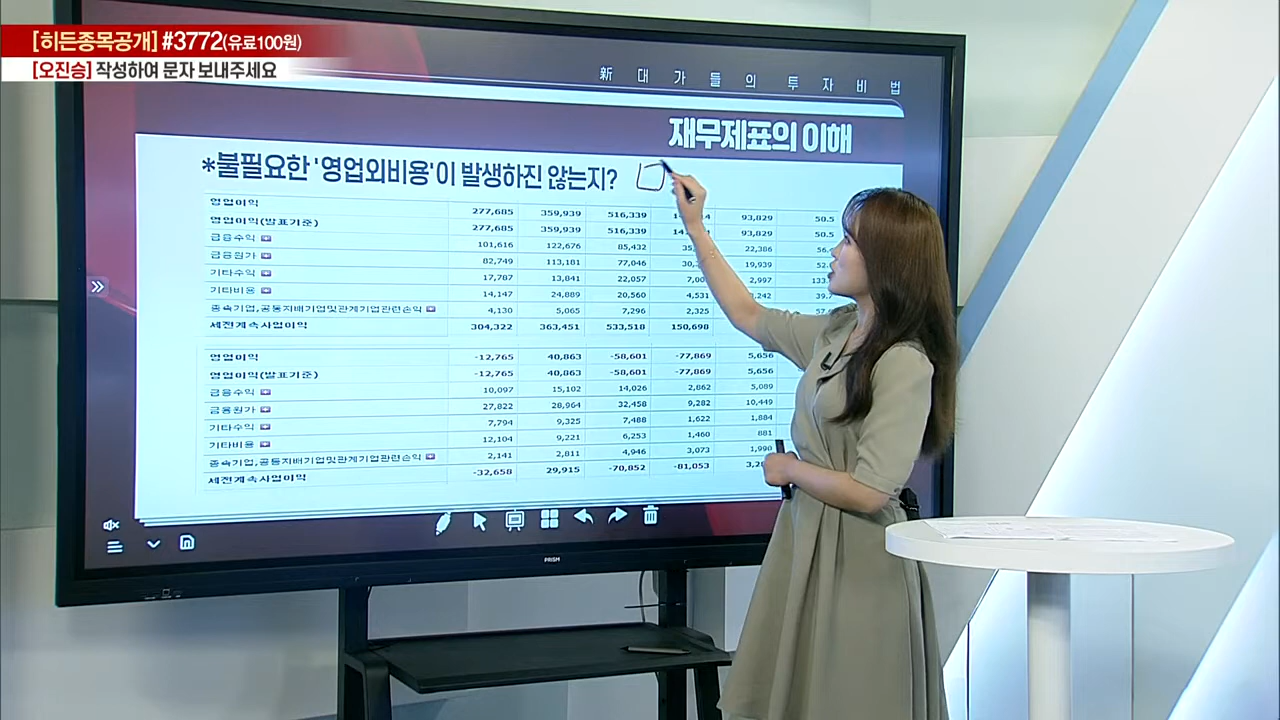 [히든종목공개] #3772(유료100원)
[오진승] 작성하여 문자 보내주세요
新 대 가 들 의 투 자 비 법
재무제표의 이해
*불필요한 '영업외비용'이 발생하진 않는지?
영업이익 277,685 359,939 516,339 93,829 50.5
영업이익(발표기준) 277,685 359,939 516,339 93,829 50.5
금융수익 101,616 122,676 85,432 22,386
금융원가 82,749 113,181 77,046 19,939
기타수익 17,787 13,841 22,057 2,997
기타비용 14,147 24,889 20,560 4,531
종속기업,공동지배기업및관계기업관련손익 4,130 5,065 7,296 2,325
세전계속사업이익 304,322 363,451 533,518 150,698
영업이익 -12,765 40,863 -58,601 -77,869 5,656
영업이익(발표기준) -12,765 40,863 -58,601 -77,869 5,656
금융수익 10,097 15,102 14,026 2,862 5,089
금융원가 27,822 28,964 32,458 9,282 10,449
기타수익 7,794 9,325 7,488 1,622 1,884
기타비용 12,104 9,221 6,253 1,460 881
종속기업,공동지배기업및관계기업관련손익 2,141 2,811 4,946 3,073 1,990
세전계속사업이익 -32,658 29,915 -70,852 -81,053
PRISM